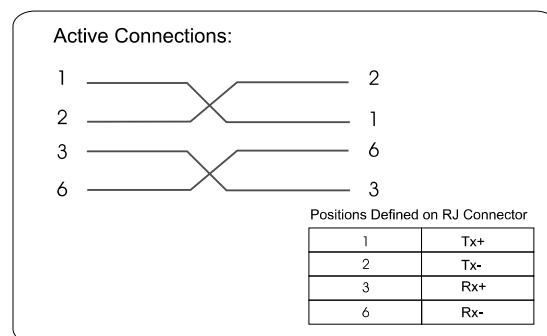 Active Connections:
1 2
2 1
3 6
6 3
Positions Defined on RJ Connector
1 Tx+
2 Tx-
3 Rx+
6 Rx-